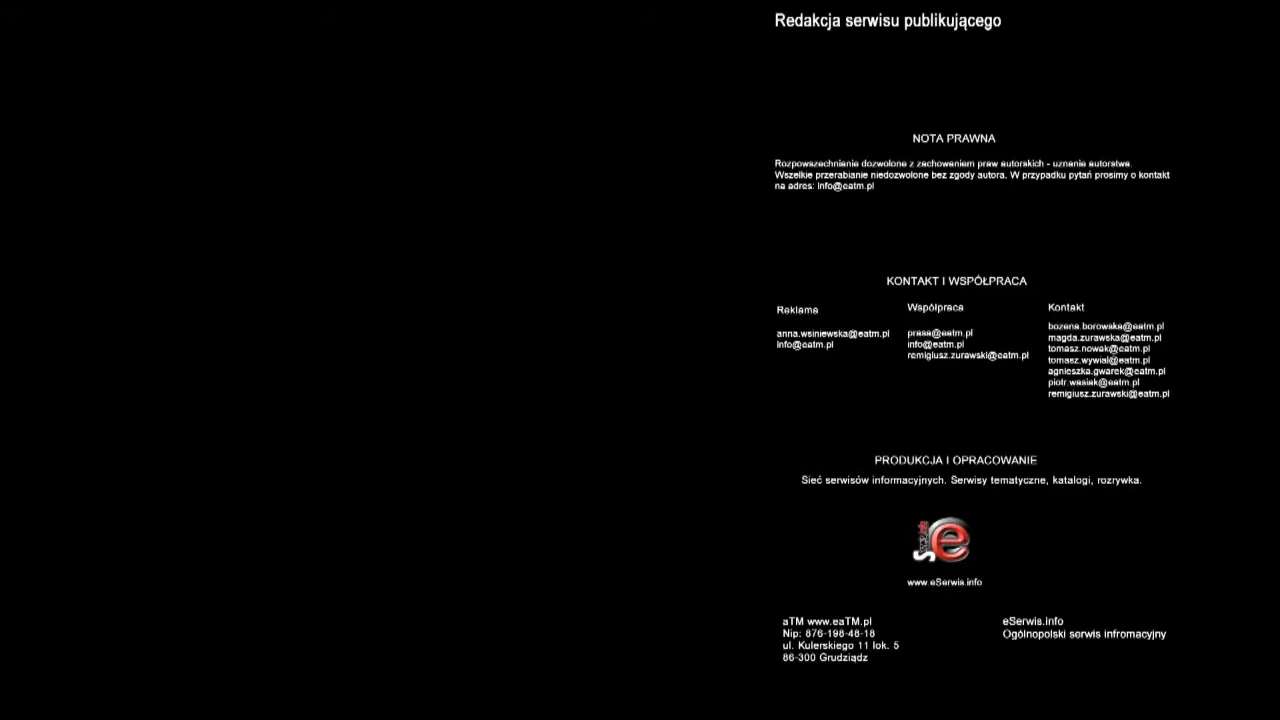 Redakcja serwisu publikującego
NOTA PRAWNA
Rozpowszechnianie dozwolone z zachowaniem praw autorskich - uznanie autorstwa.
Wszelkie przerabianie niedozwolone bez zgody autora. W przypadku pytań prosimy o kontakt
na adres: info@eatm.pl
KONTAKT I WSPÓŁPRACA
Reklama
anna.wsiniewska@eatm.pl
info@eatm.pl
Współpraca
prasa@eatm.pl
info@eatm.pl
remigiusz.zurawski@eatm.pl
Kontakt
bozena.borowska@eatm.pl
magda.zurawska@eatm.pl
tomasz.nowak@eatm.pl
tomasz.wywial@eatm.pl
agnieszka.gwarek@eatm.pl
piotr.wasiak@eatm.pl
remigiusz.zurawski@eatm.pl
PRODUKCJA I OPRACOWANIE
Sieć serwisów informacyjnych. Serwisy tematyczne, katalogi, rozrywka.
e
www.eSerwis.info
aTM www.eaTM.pl
Nip: 876-198-48-18
ul. Kulerskiego 11 lok. 5
86-300 Grudziądz
eSerwis.info
Ogólnopolski serwis infromacyjny